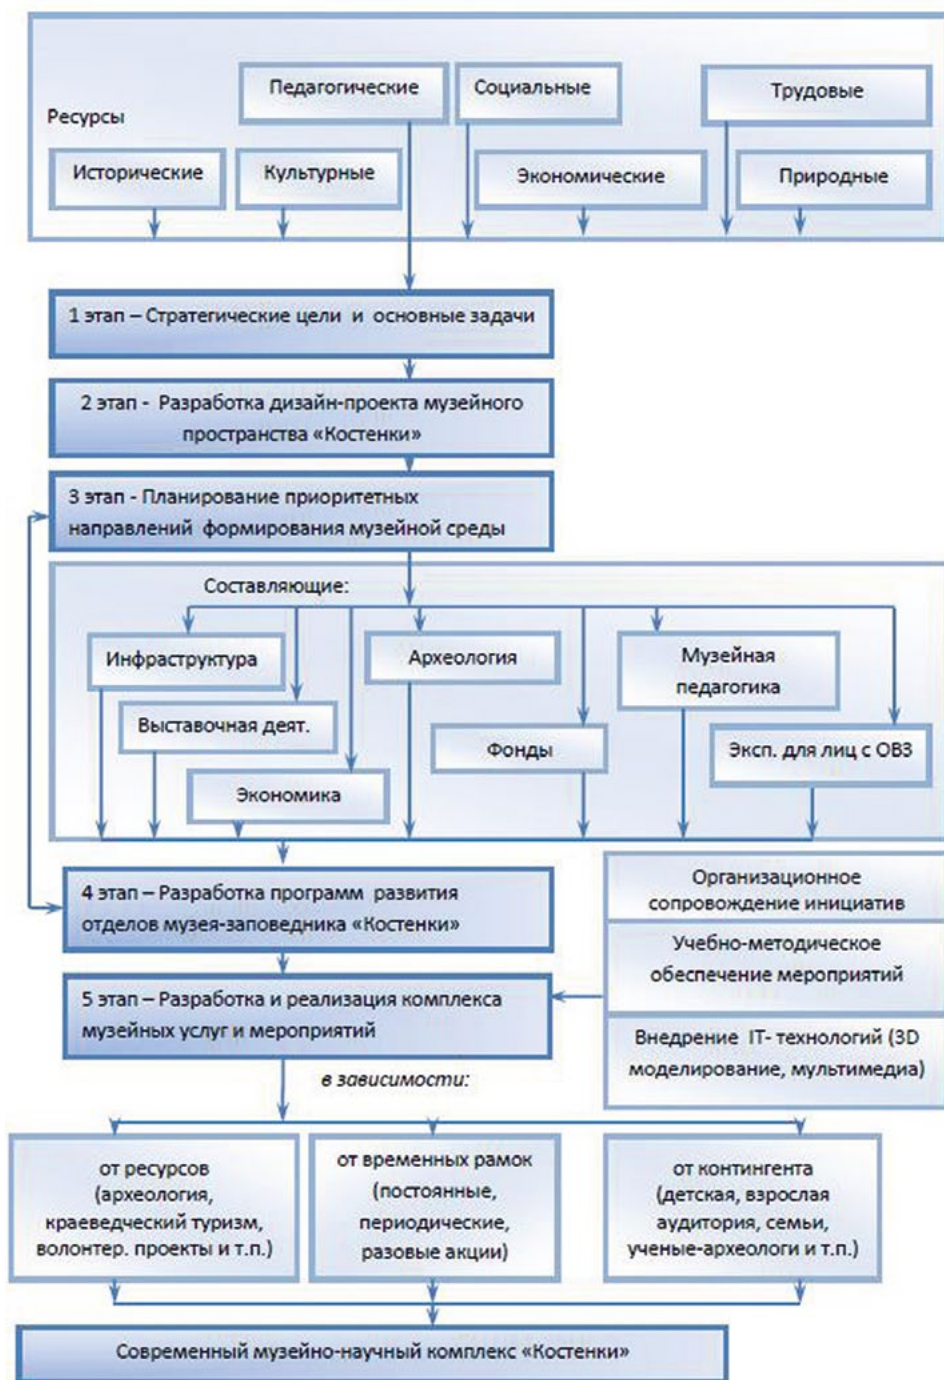 Ресурсы
Педагогические
Социальные
Трудовые
Исторические
Культурные
Экономические
Природные
1 этап – Стратегические цели и основные задачи
2 этап - Разработка дизайн-проекта музейного
пространства «Костенки»
3 этап - Планирование приоритетных
направлений формирования музейной среды
Составляющие:
Инфраструктура
Археология
Музейная
педагогика
Выставочная деят.
Фонды
Эксп. для лиц с ОВЗ
Экономика
4 этап – Разработка программ развития
отделов музея-заповедника «Костенки»
Организационное
сопровождение инициатив
Учебно-методическое
обеспечение мероприятий
Внедрение IT- технологий (3D
моделирование, мультимедиа)
5 этап – Разработка и реализация комплекса
музейных услуг и мероприятий
в зависимости:
от ресурсов
(археология,
краеведческий туризм,
волонтер. проекты и т.п.)
от временных рамок
(постоянные,
периодические,
разовые акции)
от контингента
(детская, взрослая
аудитория, семьи,
ученые-археологи и т.п.)
Современный музейно-научный комплекс «Костенки»